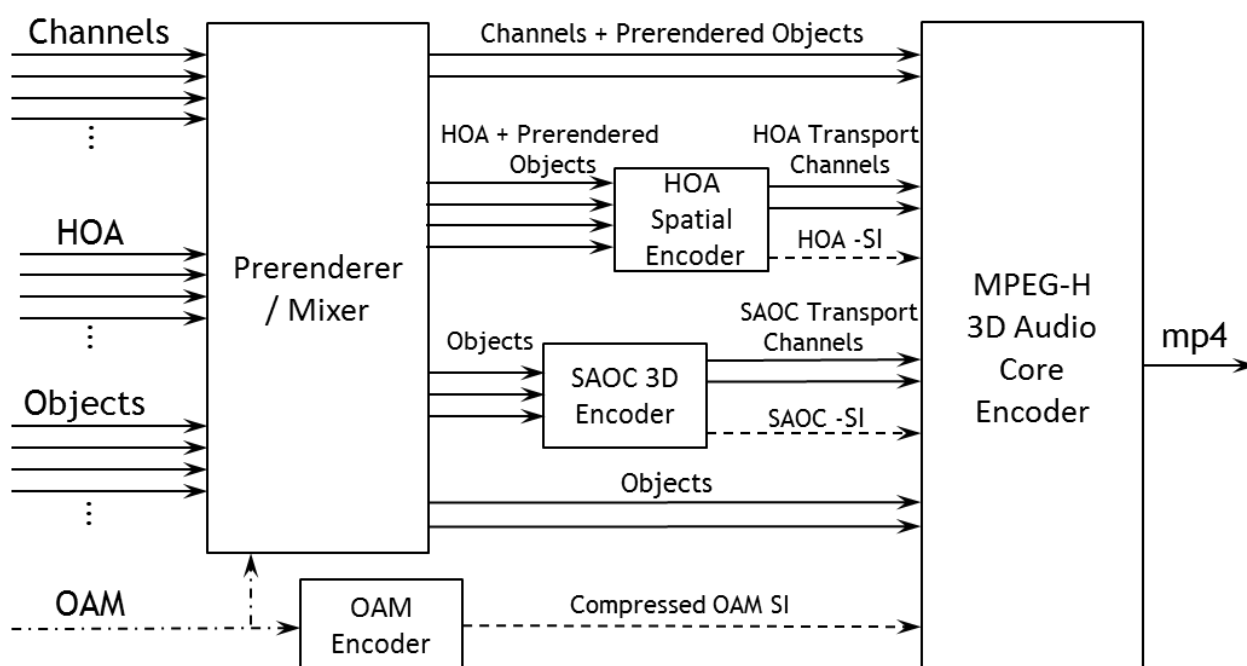 Channels
HOA
Objects
OAM
Prerenderer
/ Mixer
Channels + Prerendered Objects
HOA + Prerendered
Objects
HOA
Spatial
Encoder
HOA Transport
Channels
HOA -SI
Objects
SAOC 3D
Encoder
SAOC Transport
Channels
SAOC -SI
Objects
OAM
Encoder
Compressed OAM SI
MPEG-H
3D Audio
Core
Encoder
mp4